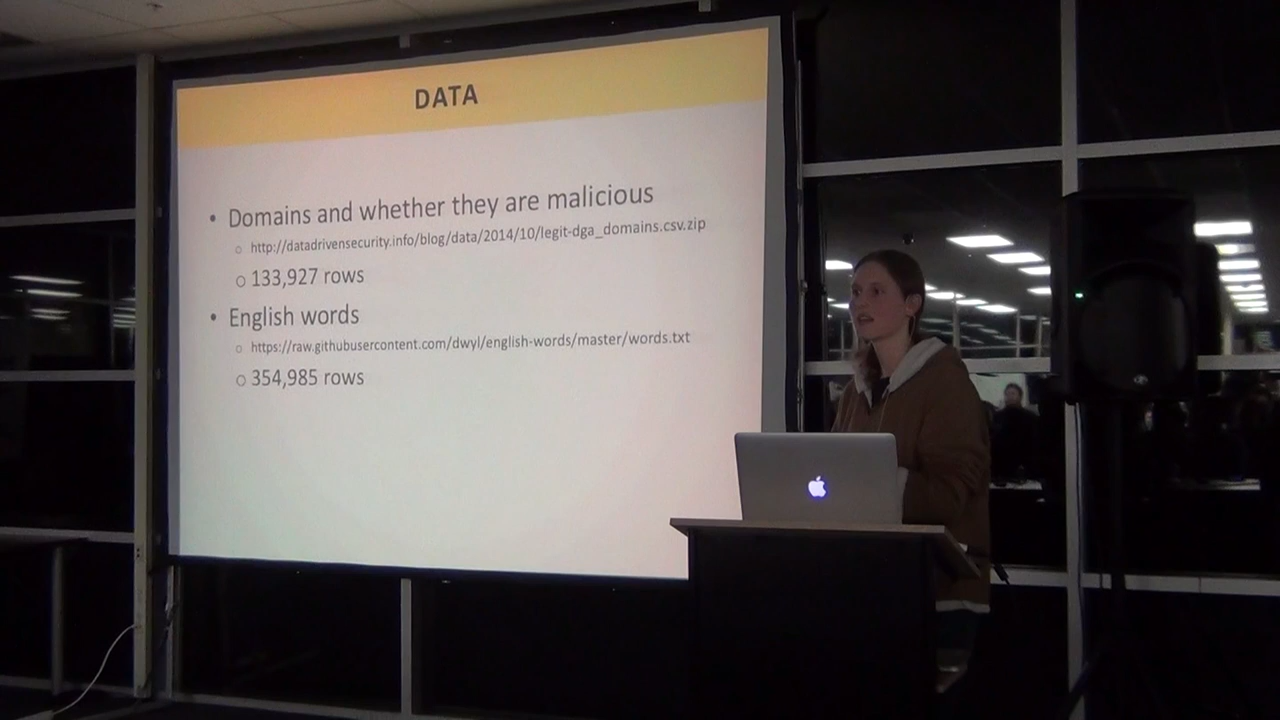 DATA
• Domains and whether they are malicious
○ http://datadrivensecurity.info/blog/data/2014/10/legit-dga_domains.csv.zip
○ 133,927 rows
• English words
○ https://raw.githubusercontent.com/dwyl/english-words/master/words.txt
○ 354,985 rows